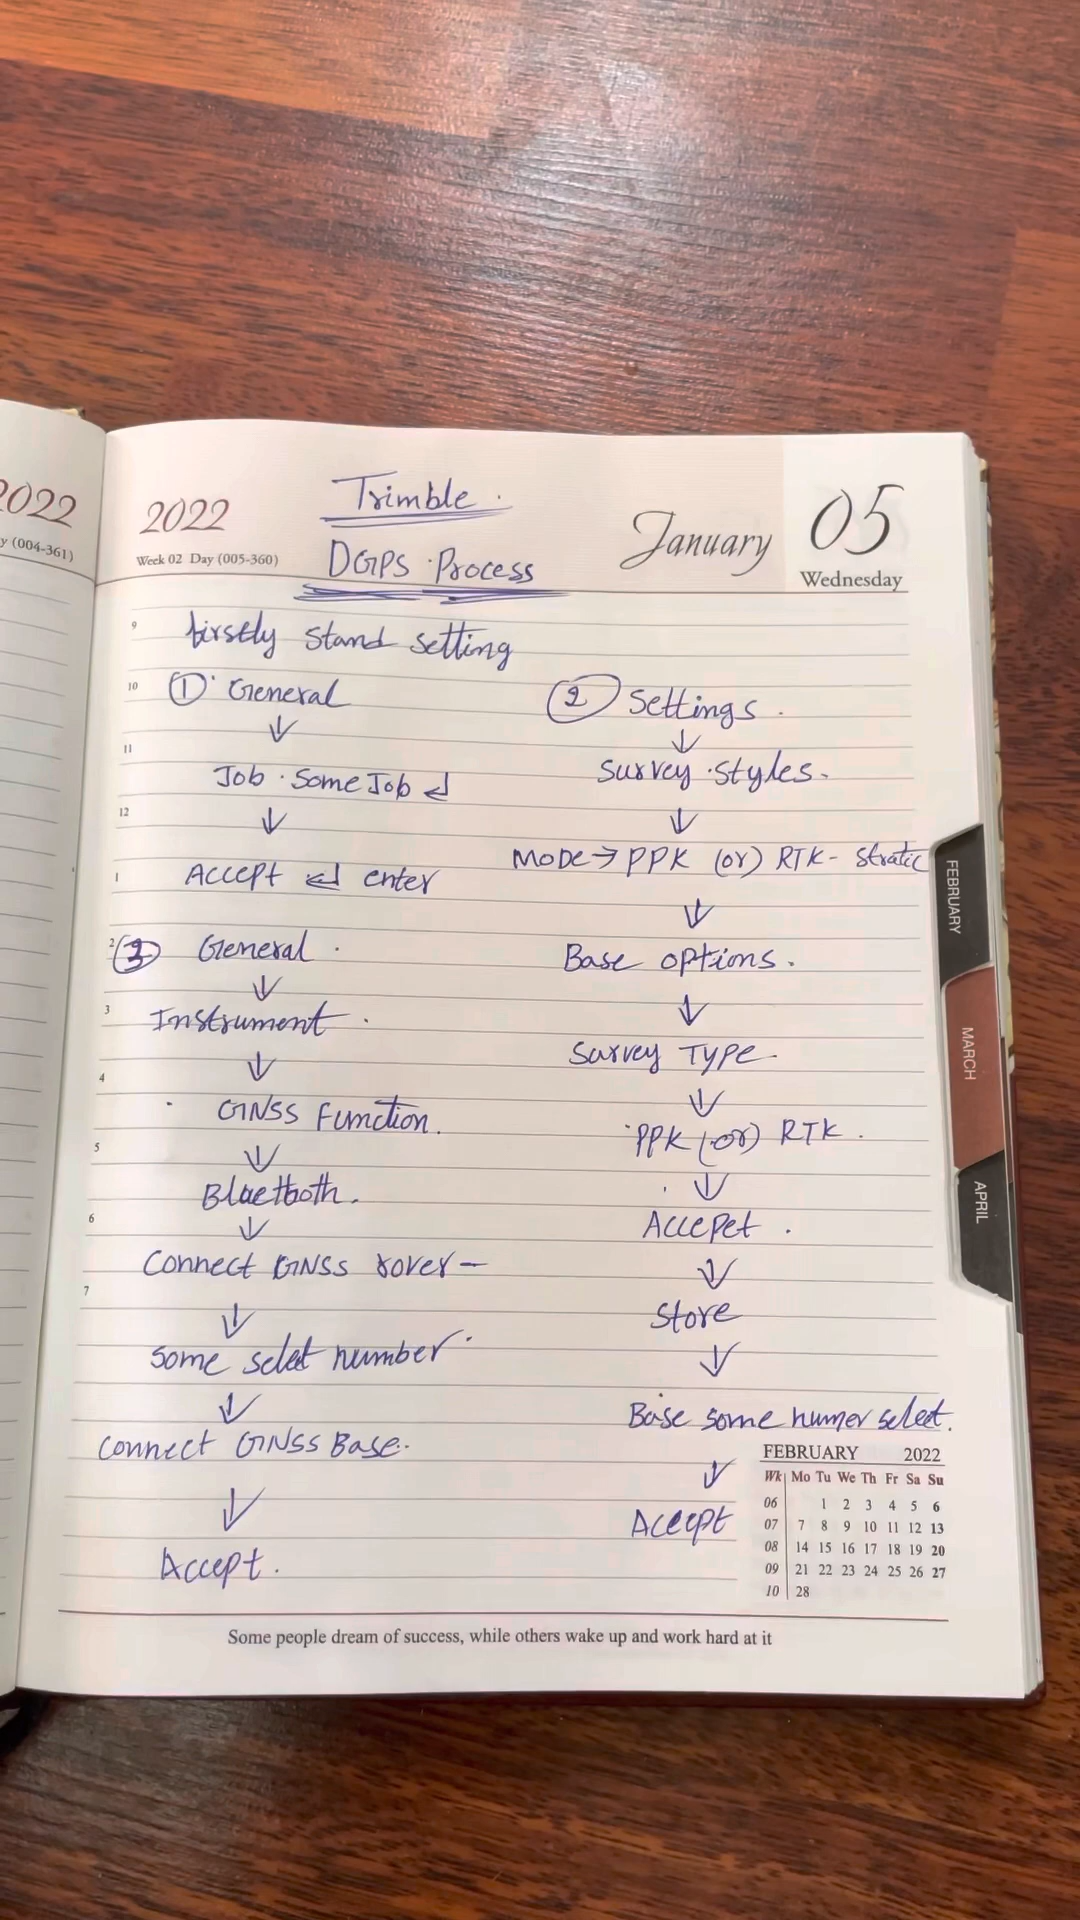 2022
y (004-361)
2022
Week 02 Day (005-360)
Trimble.
DGPS Process
January
05
Wednesday
firstly stand setting
① General
↓
Job Some Job ↵
↓
Accept ↵ enter
② Settings.
↓
Survey styles.
↓
Mode → PPK (or) RTK - Stratic
↓
Base options.
↓
Survey Type.
↓
PPK (or) RTK.
↓
Accepet.
↓
Store
↓
Base some numer select.
↓
Accept
③ General.
↓
Instrument.
↓
GNSS Function.
↓
Bluetboth.
↓
Connect GNSS rover -
↓
some select number
↓
Connect GNSS Base.
↓
Accept.
9
10
11
12
1
2
3
4
5
6
7
FEBRUARY
MARCH
APRIL
FEBRUARY 2022
Wk Mo Tu We Th Fr Sa Su
06 1 2 3 4 5 6
07 7 8 9 10 11 12 13
08 14 15 16 17 18 19 20
09 21 22 23 24 25 26 27
10 28
Some people dream of success, while others wake up and work hard at it